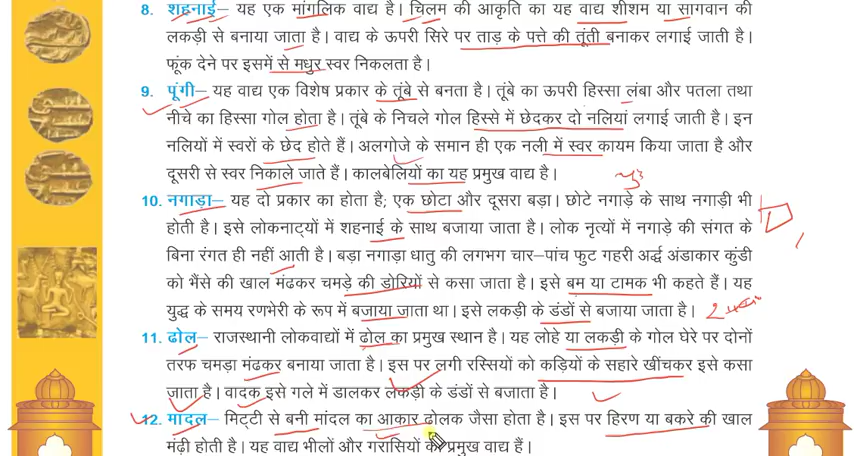 8. शहनाई– यह एक मांगलिक वाद्य है। चिलम की आकृति का यह वाद्य शीशम या सागवान की
लकड़ी से बनाया जाता है। वाद्य के ऊपरी सिरे पर ताड़ के पत्ते की तूंती बनाकर लगाई जाती है।
फूंक देने पर इसमें से मधुर स्वर निकलता है।
9. पूंगी– यह वाद्य एक विशेष प्रकार के तूंबे से बनता है। तूंबे का ऊपरी हिस्सा लंबा और पतला तथा
नीचे का हिस्सा गोल होता है। तूंबे के निचले गोल हिस्से में छेदकर दो नलियां लगाई जाती है। इन
नलियों में स्वरों के छेद होते हैं। अलगोजे के समान ही एक नली में स्वर कायम किया जाता है और
दूसरी से स्वर निकाले जाते हैं। कालबेलियों का यह प्रमुख वाद्य है।
10. नगाड़ा– यह दो प्रकार का होता है; एक छोटा और दूसरा बड़ा। छोटे नगाड़े के साथ नगाड़ी भी
होती है। इसे लोकनाट्यों में शहनाई के साथ बजाया जाता है। लोक नृत्यों में नगाड़े की संगत के
बिना रंगत ही नहीं आती है। बड़ा नगाड़ा धातु की लगभग चार–पांच फुट गहरी अर्द्ध अंडाकार कुंडी
को भैंसे की खाल मंढकर चमड़े की डोरियों से कसा जाता है। इसे बम या टामक भी कहते हैं। यह
युद्ध के समय रणभेरी के रूप में बजाया जाता था। इसे लकड़ी के डंडों से बजाया जाता है।
11. ढोल– राजस्थानी लोकवाद्यों में ढोल का प्रमुख स्थान है। यह लोहे या लकड़ी के गोल घेरे पर दोनों
तरफ चमड़ा मंढकर बनाया जाता है। इस पर लगी रस्सियों को कड़ियों के सहारे खींचकर इसे कसा
जाता है। वादक इसे गले में डालकर लकड़ी के डंडों से बजाता है।
12. मादल– मिट्टी से बनी मांदल का आकार ढोलक जैसा होता है। इस पर हिरण या बकरे की खाल
मंढ़ी होती है। यह वाद्य भीलों और गरासियों का प्रमुख वाद्य हैं।